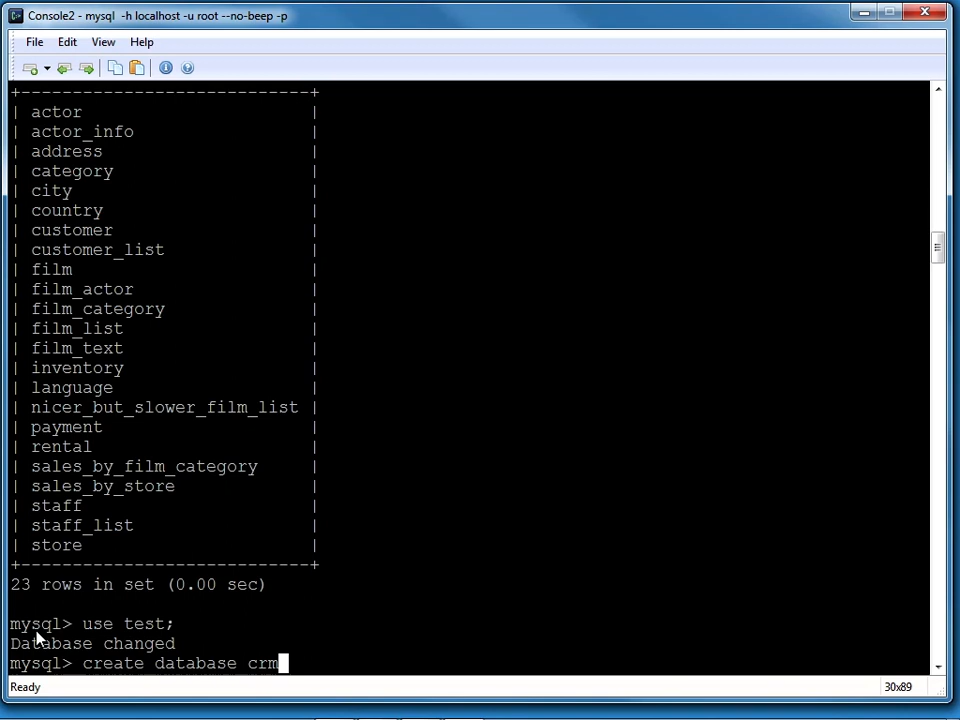 Console2 - mysql  -h localhost -u root --no-beep -p
File Edit View Help
+----------------------------+
| actor                      |
| actor_info                 |
| address                    |
| category                   |
| city                       |
| country                    |
| customer                   |
| customer_list              |
| film                       |
| film_actor                 |
| film_category              |
| film_list                  |
| film_text                  |
| inventory                  |
| language                   |
| nicer_but_slower_film_list |
| payment                    |
| rental                     |
| sales_by_film_category     |
| sales_by_store             |
| staff                      |
| staff_list                 |
| store                      |
+----------------------------+
23 rows in set (0.00 sec)
mysql> use test;
Database changed
mysql> create database crm
Ready 30x89